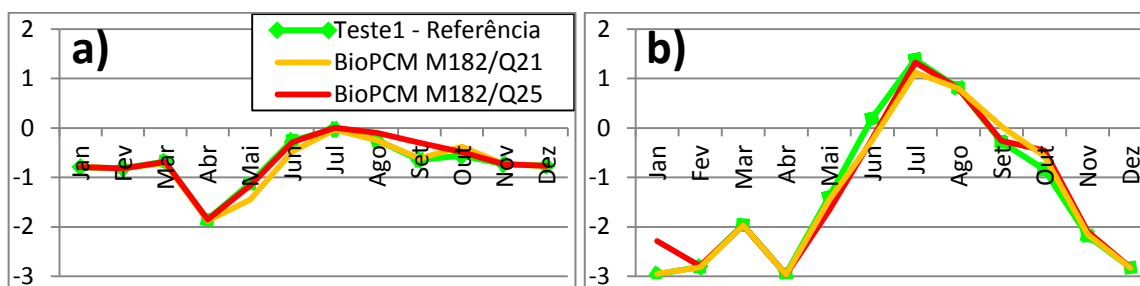 a)
Teste1 - Referência
BioPCM M182/Q21
BioPCM M182/Q25
2
1
0
-1
-2
-3
Jan Fev Mar Abr Mai Jun Jul Ago Set Out Nov Dez
b)
2
1
0
-1
-2
-3
Jan Fev Mar Abr Mai Jun Jul Ago Set Out Nov Dez